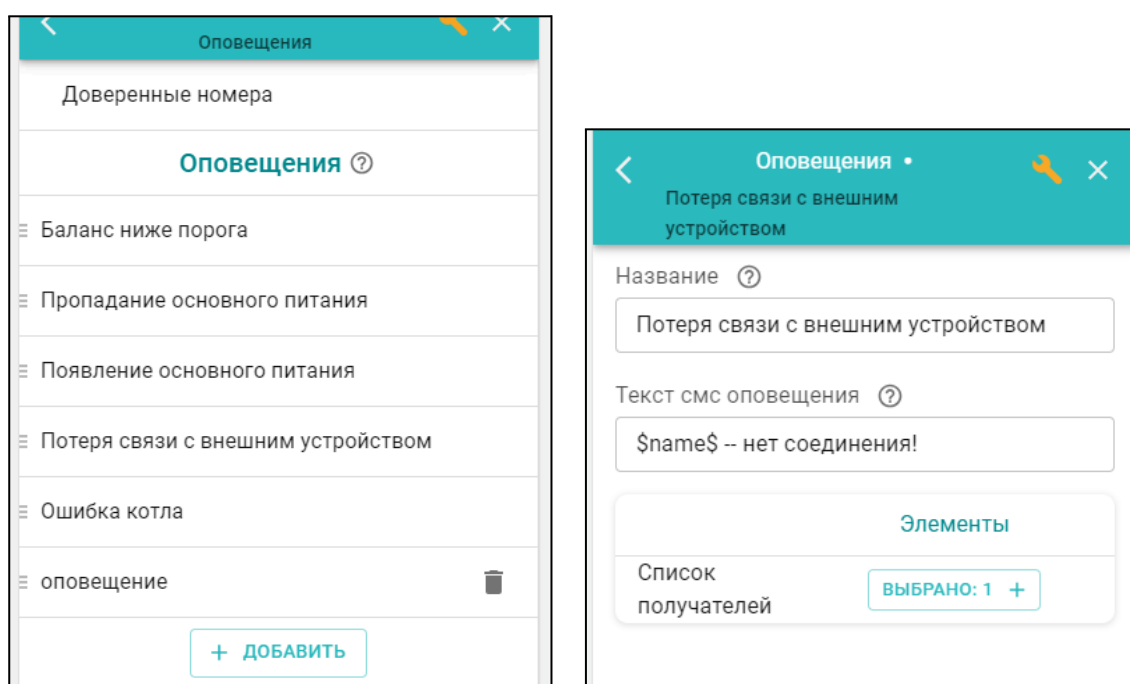 Оповещения
Доверенные номера
Оповещения ?
Баланс ниже порога
Пропадание основного питания
Появление основного питания
Потеря связи с внешним устройством
Ошибка котла
оповещение
+ ДОБАВИТЬ
Оповещения •
Потеря связи с внешним
устройством
Название ?
Потеря связи с внешним устройством
Текст смс оповещения ?
$name$ -- нет соединения!
Элементы
Список
получателей
ВЫБРАНО: 1 +